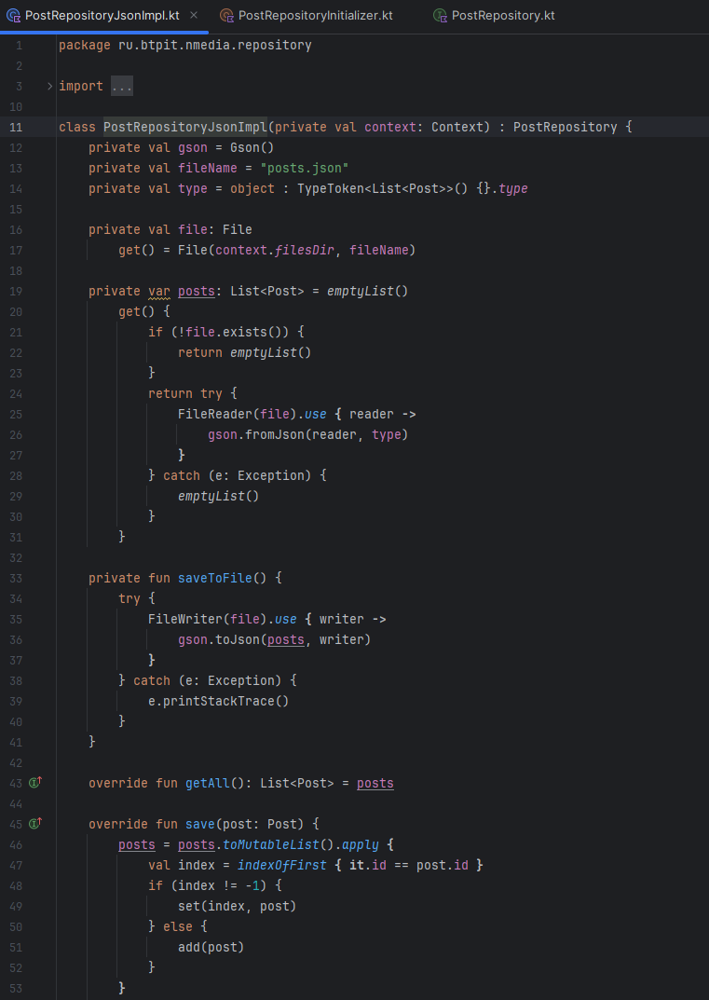 PostRepositoryJsonImpl.kt × PostRepositoryInitializer.kt PostRepository.kt
1 package ru.btpit.nmedia.repository
2
3 import ...
10
11 class PostRepositoryJsonImpl(private val context: Context) : PostRepository {
12     private val gson = Gson()
13     private val fileName = "posts.json"
14     private val type = object : TypeToken<List<Post>>() {}.type
15
16     private val file: File
17         get() = File(context.filesDir, fileName)
18
19     private var posts: List<Post> = emptyList()
20         get() {
21             if (!file.exists()) {
22                 return emptyList()
23             }
24             return try {
25                 FileReader(file).use { reader ->
26                     gson.fromJson(reader, type)
27                 }
28             } catch (e: Exception) {
29                 emptyList()
30             }
31         }
32
33     private fun saveToFile() {
34         try {
35             FileWriter(file).use { writer ->
36                 gson.toJson(posts, writer)
37             }
38         } catch (e: Exception) {
39             e.printStackTrace()
40         }
41     }
42
43     override fun getAll(): List<Post> = posts
44
45     override fun save(post: Post) {
46         posts = posts.toMutableList().apply {
47             val index = indexOfFirst { it.id == post.id }
48             if (index != -1) {
49                 set(index, post)
50             } else {
51                 add(post)
52             }
53         }